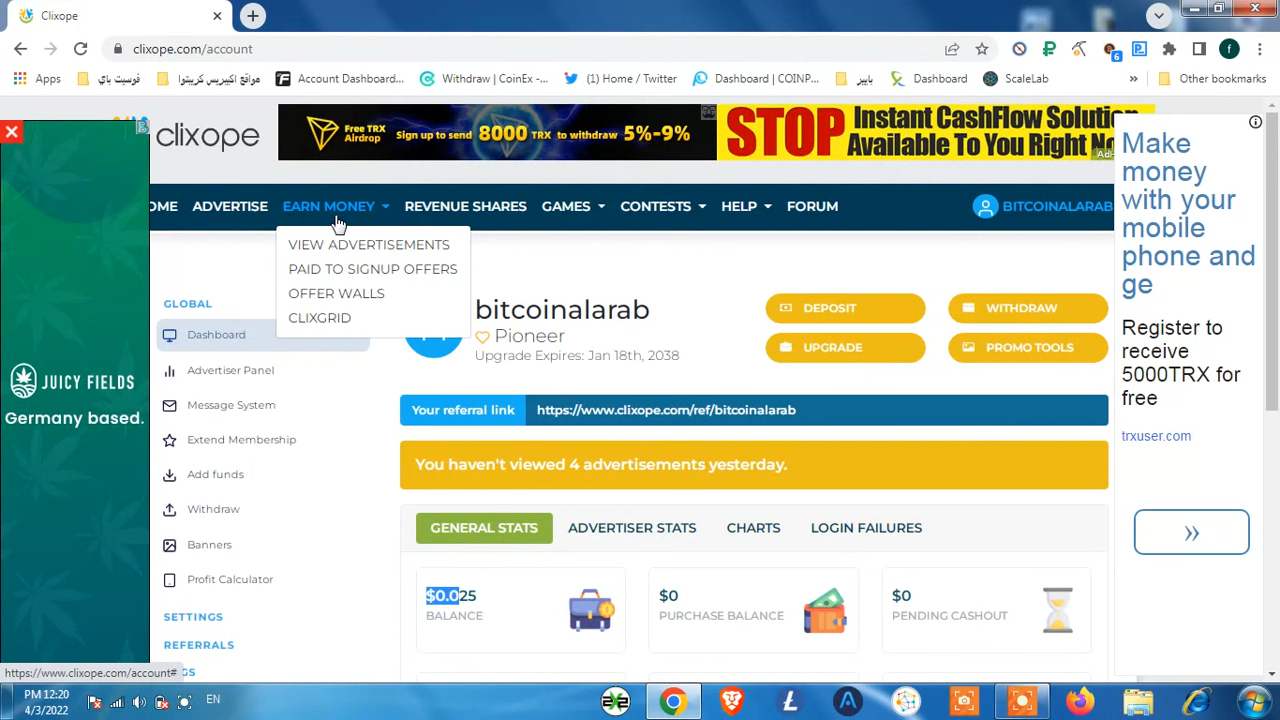 Clixope
clixope.com/account
6
f
Apps
فوسيت باي
مواقع اكبيريس كريبتوا
Account Dashboard...
Withdraw | CoinEx -...
(1) Home / Twitter
Dashboard | COINP...
بايير
Dashboard
ScaleLab
»
Other bookmarks
clixope
Free TRX
Airdrop
Sign up to send 8000 TRX to withdraw 5%-9%
STOP
Instant CashFlow Solution
Available To You Right No
Make
money
with your
mobile
phone and
ge
Register to
receive
5000TRX for
free
trxuser.com
»
OME
ADVERTISE
EARN MONEY
REVENUE SHARES
GAMES
CONTESTS
HELP
FORUM
BITCOINALARAB
VIEW ADVERTISEMENTS
PAID TO SIGNUP OFFERS
OFFER WALLS
CLIXGRID
JUICY FIELDS
Germany based.
GLOBAL
Dashboard
Advertiser Panel
Message System
Extend Membership
Add funds
Withdraw
Banners
Profit Calculator
SETTINGS
REFERRALS
bitcoinalarab
Pioneer
Upgrade Expires: Jan 18th, 2038
DEPOSIT
WITHDRAW
UPGRADE
PROMO TOOLS
Your referral link
https://www.clixope.com/ref/bitcoinalarab
You haven't viewed 4 advertisements yesterday.
GENERAL STATS
ADVERTISER STATS
CHARTS
LOGIN FAILURES
$0.025
BALANCE
$0
PURCHASE BALANCE
$0
PENDING CASHOUT
https://www.clixope.com/account#
PM 12:20
4/3/2022
EN